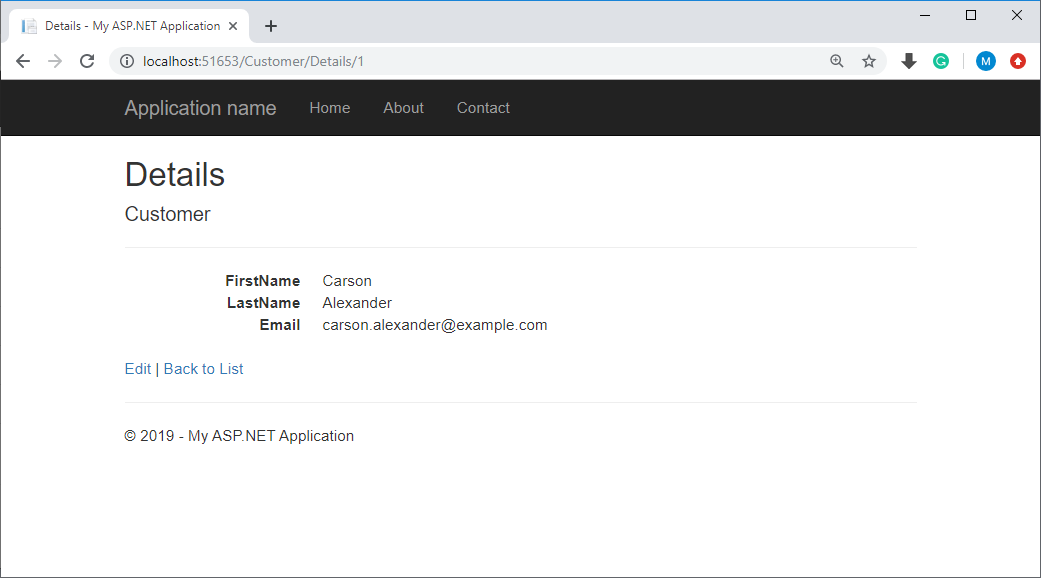 Details - My ASP.NET Application
localhost:51653/Customer/Details/1
M
Application name Home About Contact
Details
Customer
FirstName Carson
LastName Alexander
Email carson.alexander@example.com
Edit | Back to List
© 2019 - My ASP.NET Application